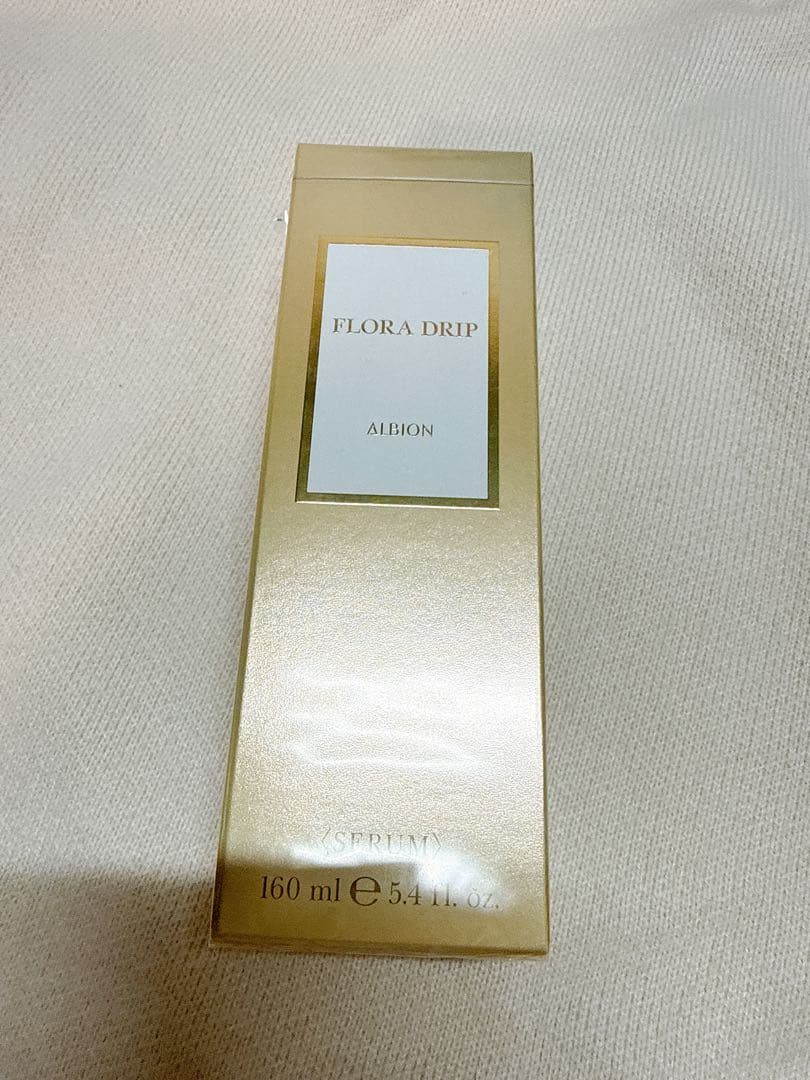 FLORA DRIP
ALBION
〈SERUM〉
160 ml ℮ 5.4 fl. oz.